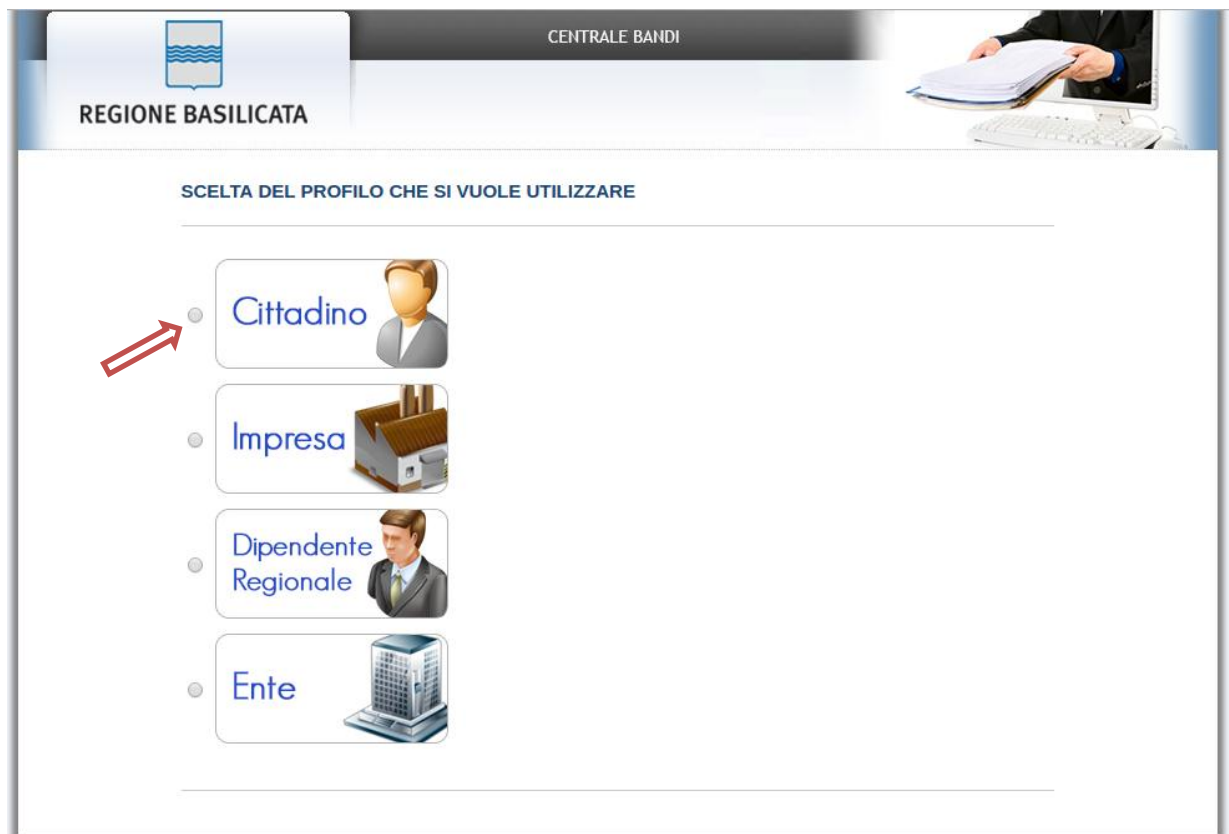 CENTRALE BANDI
REGIONE BASILICATA
SCELTA DEL PROFILO CHE SI VUOLE UTILIZZARE
Cittadino
Impresa
Dipendente
Regionale
Ente